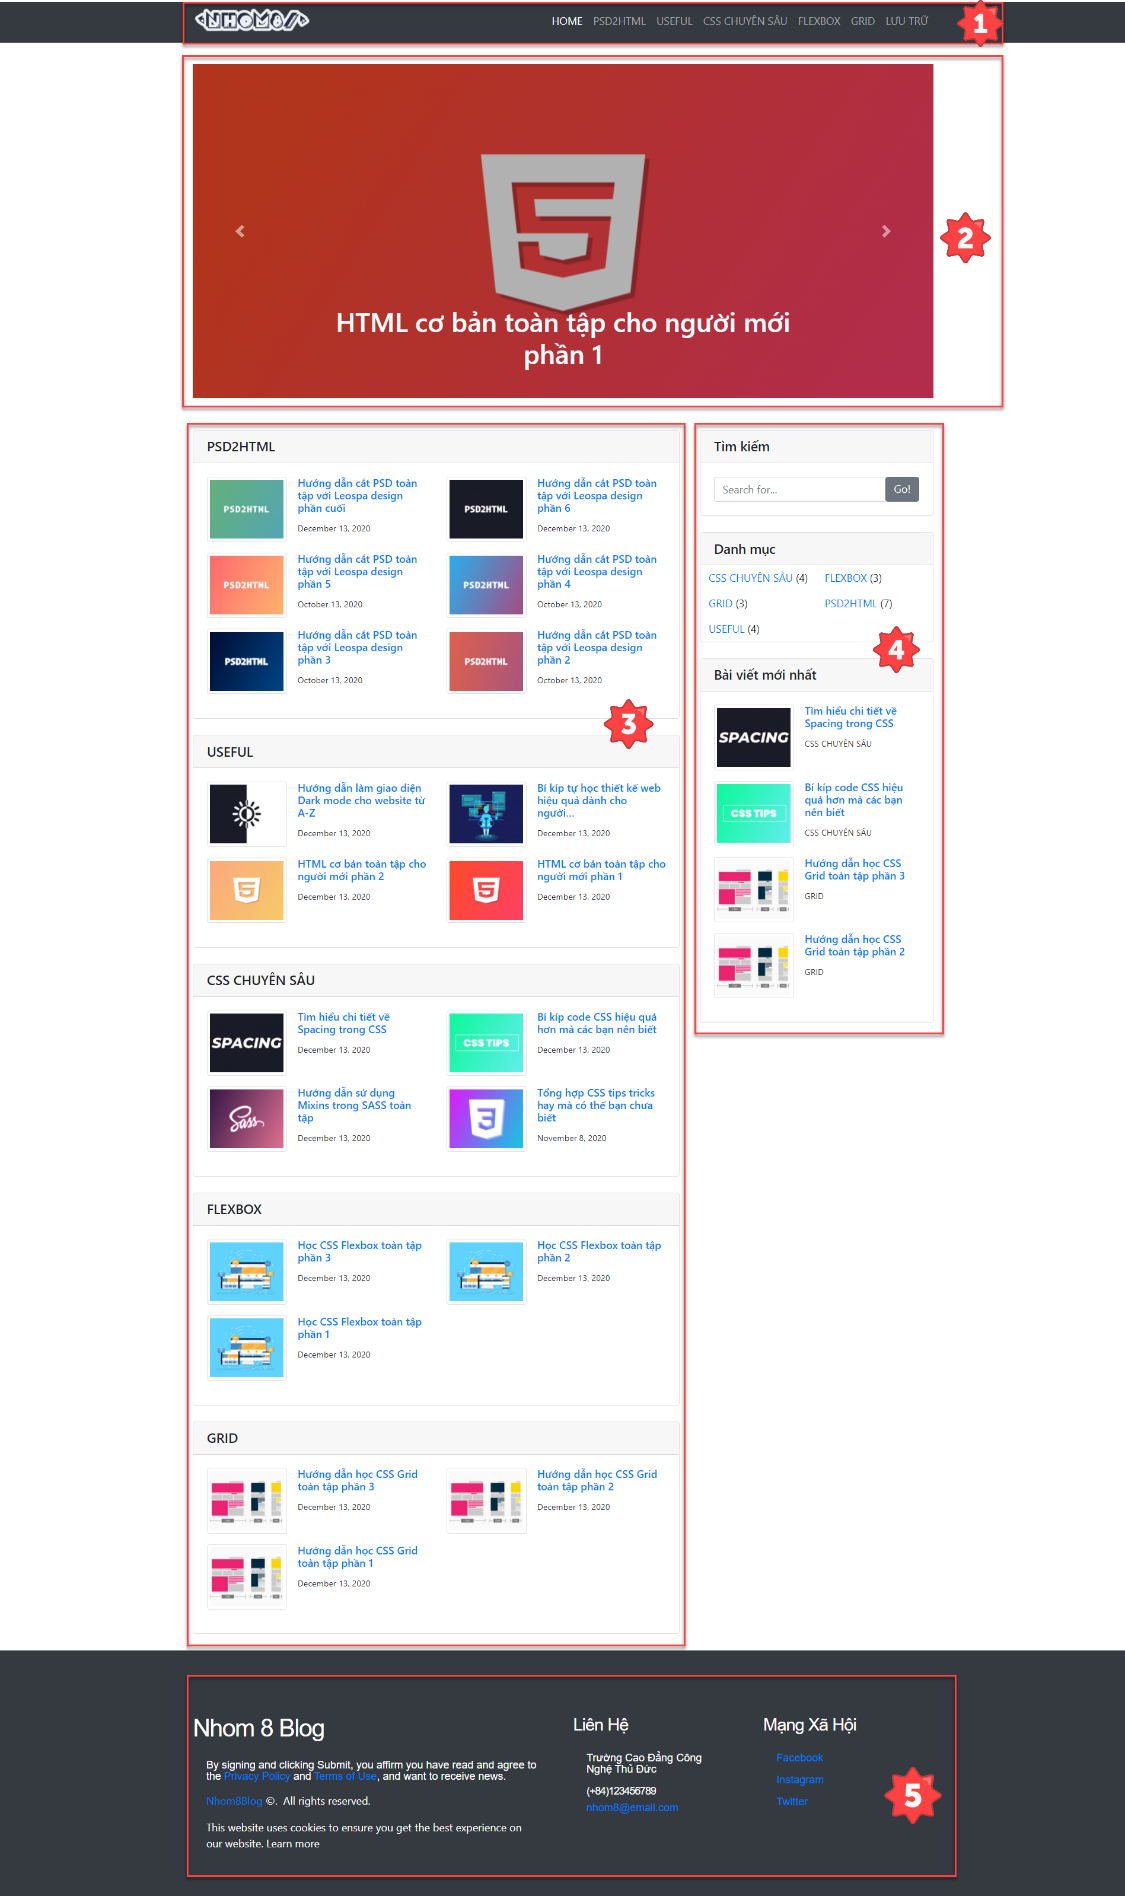 <NHOM8/>
HOME PSD2HTML USEFUL CSS CHUYÊN SÂU FLEXBOX GRID LƯU TRỮ
1
HTML cơ bản toàn tập cho người mới
phần 1
2
PSD2HTML
PSD2HTML
Hướng dẫn cắt PSD toàn
tập với Leospa design
phần cuối
December 13, 2020
PSD2HTML
Hướng dẫn cắt PSD toàn
tập với Leospa design
phần 6
December 13, 2020
PSD2HTML
Hướng dẫn cắt PSD toàn
tập với Leospa design
phần 5
October 13, 2020
PSD2HTML
Hướng dẫn cắt PSD toàn
tập với Leospa design
phần 4
October 13, 2020
PSD2HTML
Hướng dẫn cắt PSD toàn
tập với Leospa design
phần 3
October 13, 2020
PSD2HTML
Hướng dẫn cắt PSD toàn
tập với Leospa design
phần 2
October 13, 2020
3
USEFUL
Hướng dẫn làm giao diện
Dark mode cho website từ
A-Z
December 13, 2020
Bí kíp tự học thiết kế web
hiệu quả dành cho
người...
December 13, 2020
HTML cơ bản toàn tập cho
người mới phần 2
December 13, 2020
HTML cơ bản toàn tập cho
người mới phần 1
December 13, 2020
CSS CHUYÊN SÂU
SPACING
Tìm hiểu chi tiết về
Spacing trong CSS
December 13, 2020
CSS TIPS
Bí kíp code CSS hiệu quả
hơn mà các bạn nên biết
December 13, 2020
Sass
Hướng dẫn sử dụng
Mixins trong SASS toàn
tập
December 13, 2020
Tổng hợp CSS tips tricks
hay mà có thể bạn chưa
biết
November 8, 2020
FLEXBOX
Học CSS Flexbox toàn tập
phần 3
December 13, 2020
Học CSS Flexbox toàn tập
phần 2
December 13, 2020
Học CSS Flexbox toàn tập
phần 1
December 13, 2020
GRID
Hướng dẫn học CSS Grid
toàn tập phần 3
December 13, 2020
Hướng dẫn học CSS Grid
toàn tập phần 2
December 13, 2020
Hướng dẫn học CSS Grid
toàn tập phần 1
December 13, 2020
Tìm kiếm
Search for... Go!
Danh mục
CSS CHUYÊN SÂU (4) FLEXBOX (3)
GRID (3) PSD2HTML (7)
USEFUL (4)
4
Bài viết mới nhất
SPACING
Tìm hiểu chi tiết về
Spacing trong CSS
CSS CHUYÊN SÂU
CSS TIPS
Bí kíp code CSS hiệu
quả hơn mà các bạn
nên biết
CSS CHUYÊN SÂU
Hướng dẫn học CSS
Grid toàn tập phần 3
GRID
Hướng dẫn học CSS
Grid toàn tập phần 2
GRID
Nhom 8 Blog
By signing and clicking Submit, you affirm you have read and agree to
the Privacy Policy and Terms of Use, and want to receive news.
Nhom8Blog ©. All rights reserved.
This website uses cookies to ensure you get the best experience on
our website. Learn more
Liên Hệ
Trường Cao Đẳng Công
Nghệ Thủ Đức
(+84)123456789
nhom8@email.com
Mạng Xã Hội
Facebook
Instagram
Twitter
5